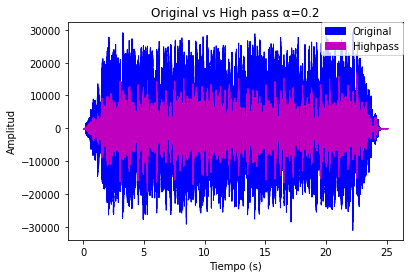 Original vs High pass α=0.2
Original
Highpass
30000
20000
10000
0
−10000
−20000
−30000
Amplitud
0 5 10 15 20 25
Tiempo (s)